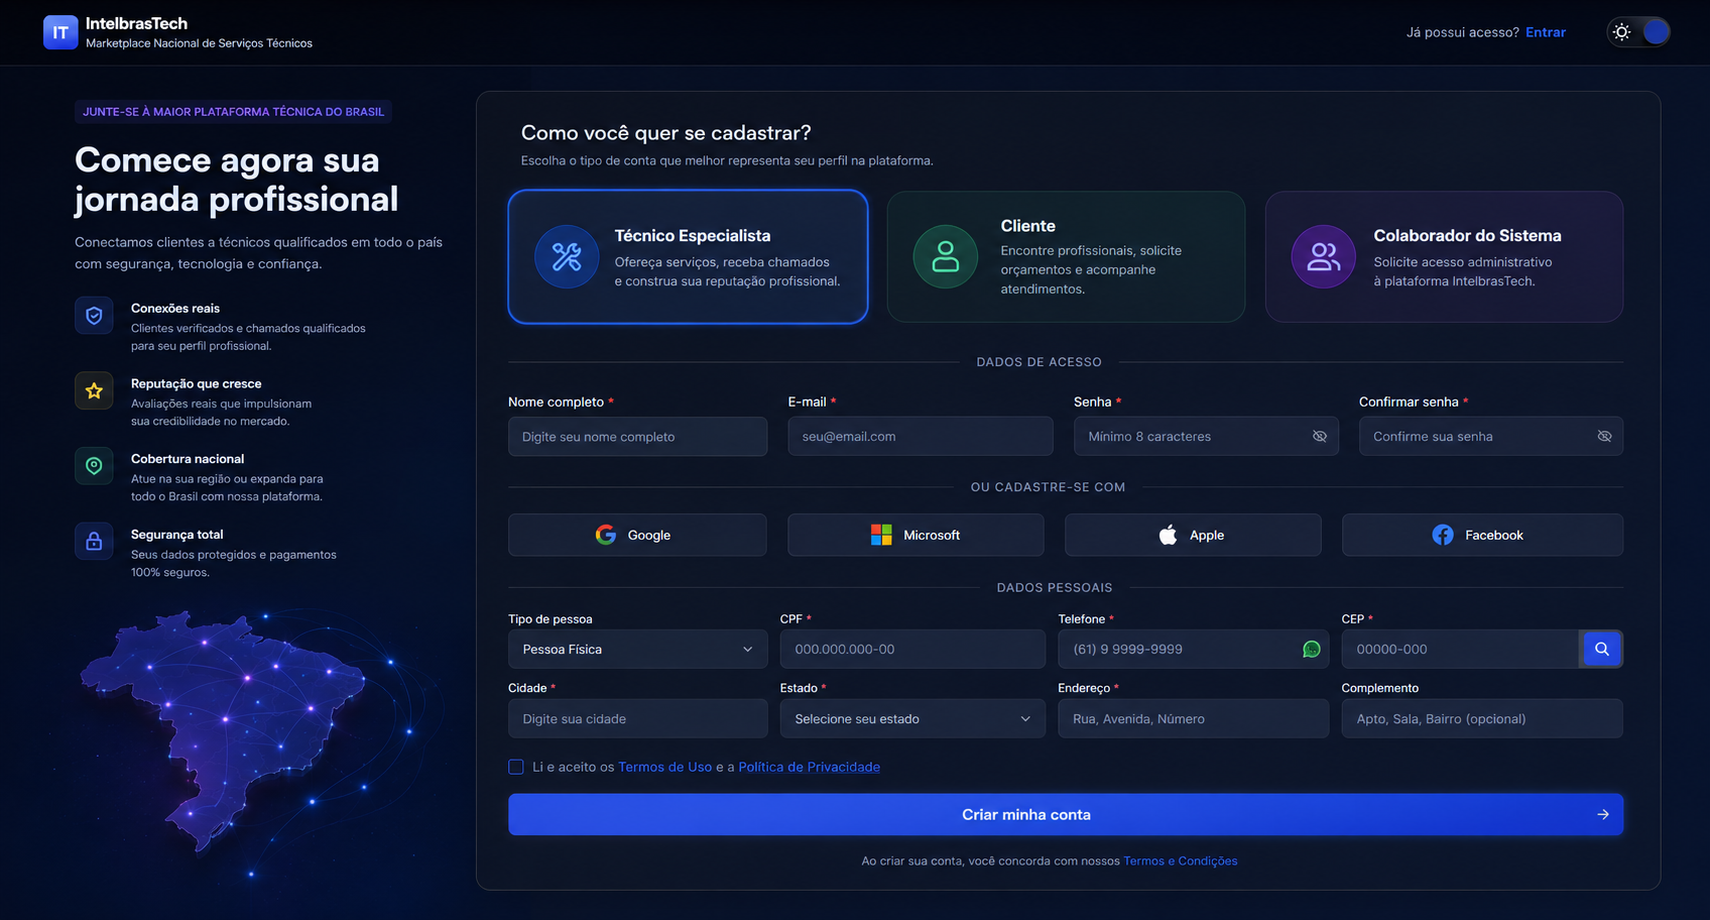 IT
IntelbrasTech
Marketplace Nacional de Serviços Técnicos
Já possui acesso? Entrar
JUNTE-SE À MAIOR PLATAFORMA TÉCNICA DO BRASIL
Comece agora sua
jornada profissional
Conectamos clientes a técnicos qualificados em todo o país
com segurança, tecnologia e confiança.
Conexões reais
Clientes verificados e chamados qualificados
para seu perfil profissional.
Reputação que cresce
Avaliações reais que impulsionam
sua credibilidade no mercado.
Cobertura nacional
Atue na sua região ou expanda para
todo o Brasil com nossa plataforma.
Segurança total
Seus dados protegidos e pagamentos
100% seguros.
Como você quer se cadastrar?
Escolha o tipo de conta que melhor representa seu perfil na plataforma.
Técnico Especialista
Ofereça serviços, receba chamados
e construa sua reputação profissional.
Cliente
Encontre profissionais, solicite
orçamentos e acompanhe
atendimentos.
Colaborador do Sistema
Solicite acesso administrativo
à plataforma IntelbrasTech.
DADOS DE ACESSO
Nome completo *
Digite seu nome completo
E-mail *
seu@email.com
Senha *
Mínimo 8 caracteres
Confirmar senha *
Confirme sua senha
OU CADASTRE-SE COM
Google
Microsoft
Apple
Facebook
DADOS PESSOAIS
Tipo de pessoa
Pessoa Física
CPF *
000.000.000-00
Telefone *
(61) 9 9999-9999
CEP *
00000-000
Cidade *
Digite sua cidade
Estado *
Selecione seu estado
Endereço *
Rua, Avenida, Número
Complemento
Apto, Sala, Bairro (opcional)
Li e aceito os Termos de Uso e a Política de Privacidade
Criar minha conta
Ao criar sua conta, você concorda com nossos Termos e Condições